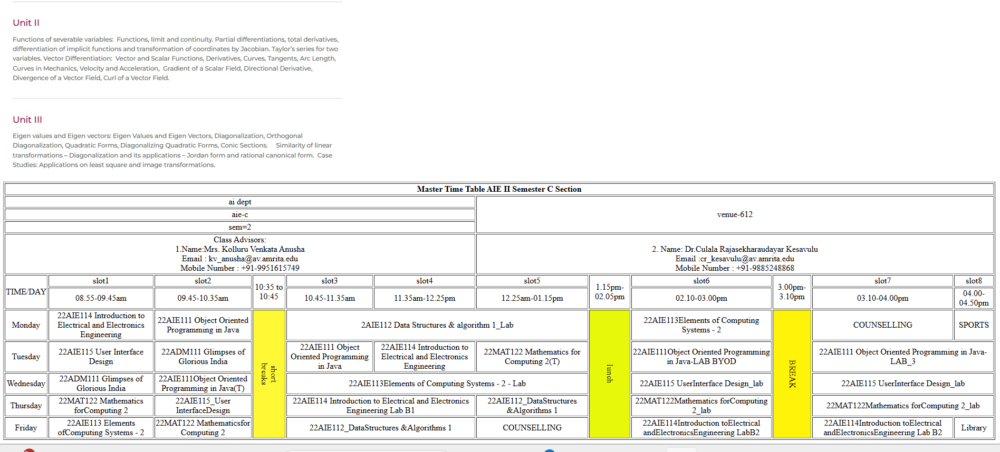 Unit II
Functions of severable variables:  Functions, limit and continuity. Partial differentiations, total derivatives,
differentiation of implicit functions and transformation of coordinates by Jacobian. Taylor's series for two
variables. Vector Differentiation:  Vector and Scalar Functions, Derivatives, Curves, Tangents, Arc Length,
Curves in Mechanics, Velocity and Acceleration,  Gradient of a Scalar Field, Directional Derivative,
Divergence of a Vector Field, Curl of a Vector Field.
Unit III
Eigen values and Eigen vectors: Eigen Values and Eigen Vectors, Diagonalization, Orthogonal
Diagonalization, Quadratic Forms, Diagonalizing Quadratic Forms, Conic Sections.    Similarity of linear
transformations – Diagonalization and its applications – Jordan form and rational canonical form.  Case
Studies: Applications on least square and image transformations.
Master Time Table AIE II Semester C Section
ai dept
aie-c
sem=2
venue-612
Class Advisors:
1.Name:Mrs. Kolluru Venkata Anusha
Email : kv_anusha@av.amrita.edu
Mobile Number : +91-9951615749
2. Name: Dr.Culala Rajasekharaudayar Kesavulu
Email :cr_kesavulu@av.amrita.edu
Mobile Number : +91-9885248868
TIME/DAY
slot1
slot2
10:35 to
10:45
slot3
slot4
slot5
1.15pm-
02.05pm
slot6
3.00pm-
3.10pm
slot7
slot8
08.55-09.45am
09.45-10.35am
10.45-11.35am
11.35am-12.25pm
12.25am-01.15pm
02.10-03.00pm
03.10-04.00pm
04.00-
04.50pm
Monday
22AIE114 Introduction to
Electrical and Electronics
Engineering
22AIE111 Object Oriented
Programming in Java
short
breaks
2AIE112 Data Structures & algorithm 1_Lab
lunch
22AIE113Elements of Computing
Systems - 2
BREAK
COUNSELLING
SPORTS
Tuesday
22AIE115 User Interface
Design
22ADM111 Glimpses of
Glorious India
22AIE111 Object
Oriented Programming
in Java
22AIE114 Introduction to
Electrical and Electronics
Engineering
22MAT122 Mathematics for
Computing 2(T)
22AIE111Object Oriented Programming
in Java-LAB BYOD
22AIE111 Object Oriented Programming in Java-
LAB_3
Wednesday
22ADM111 Glimpses of
Glorious India
22AIE111Object Oriented
Programming in Java(T)
22AIE113Elements of Computing Systems - 2 - Lab
22AIE115 UserInterface Design_lab
22AIE115 UserInterface Design_lab
Thursday
22MAT122 Mathematics
forComputing 2
22AIE115_User
InterfaceDesign
22AIE114 Introduction to Electrical and Electronics
Engineering Lab B1
22AIE112_DataStructures
&Algorithms 1
22MAT122Mathematics forComputing
2_lab
22MAT122Mathematics forComputing 2_lab
Friday
22AIE113 Elements
ofComputing Systems - 2
22MAT122 Mathematicsfor
Computing 2
22AIE112_DataStructures &Algorithms 1
COUNSELLING
22AIE114Introduction toElectrical
andElectronicsEngineering LabB2
22AIE114Introduction toElectrical
andElectronicsEngineering Lab B2
Library